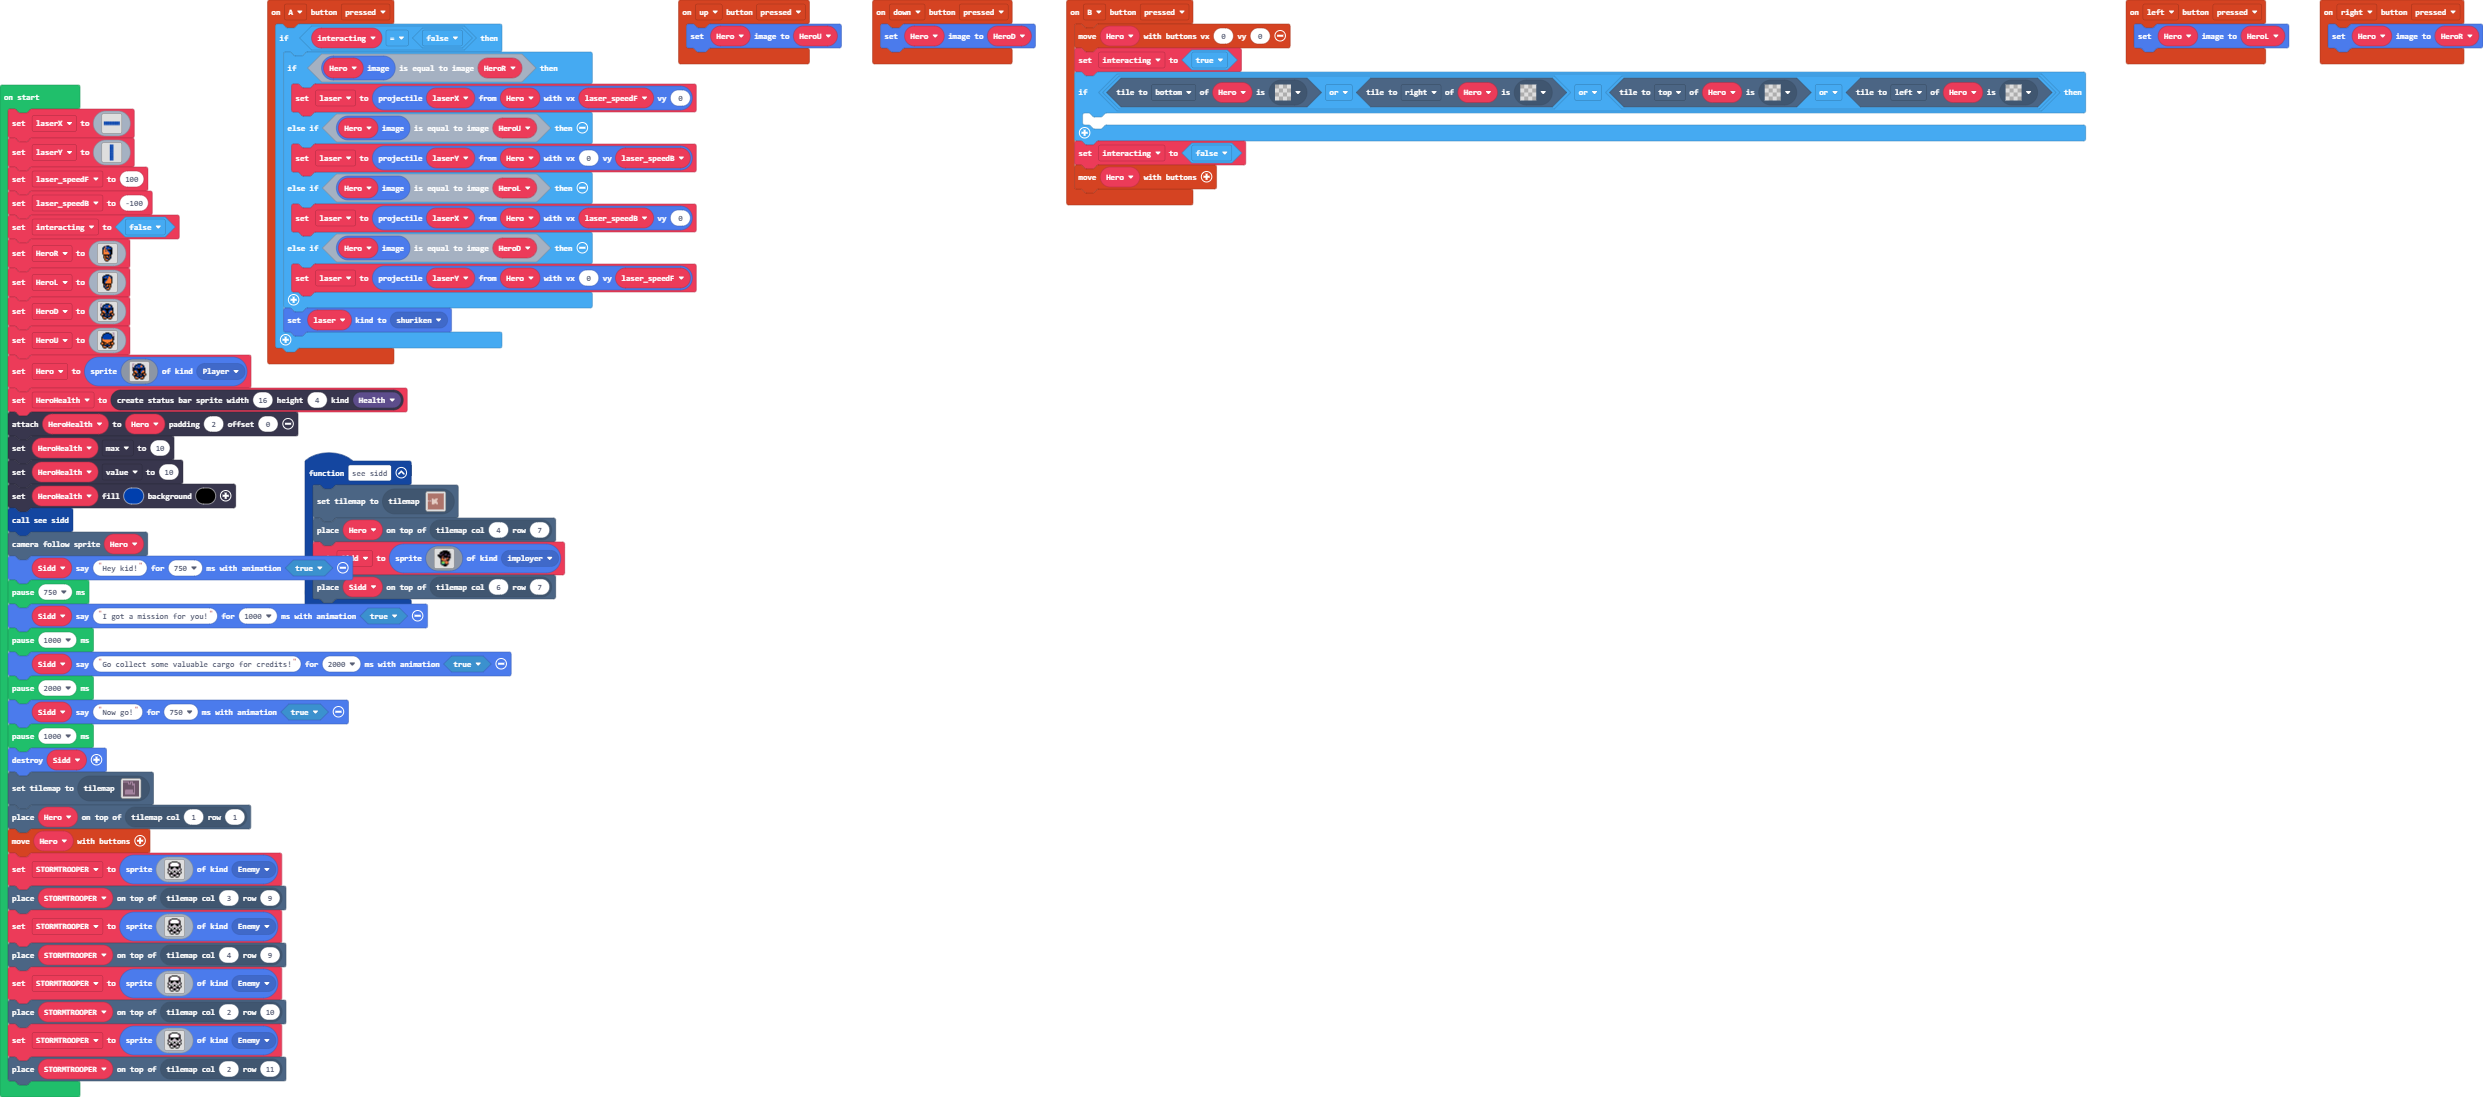 on start
set laserX to
set laserY to
set laser_speedF to 100
set laser_speedB to -100
set interacting to false
set HeroR to
set HeroL to
set HeroD to
set HeroU to
set Hero to sprite of kind Player
set HeroHealth to create status bar sprite width 16 height 4 kind Health
attach HeroHealth to Hero padding 2 offset 0
set HeroHealth max to 10
set HeroHealth value to 10
set HeroHealth fill background
call see sidd
camera follow sprite Hero
Sidd say "Hey kid!" for 750 ms with animation true
pause 750 ms
Sidd say "I got a mission for you!" for 1000 ms with animation true
pause 1000 ms
Sidd say "Go collect some valuable cargo for credits!" for 2000 ms with animation true
pause 2000 ms
Sidd say "Now go!" for 750 ms with animation true
pause 1000 ms
destroy Sidd
set tilemap to tilemap
place Hero on top of tilemap col 1 row 1
move Hero with buttons
set STORMTROOPER to sprite of kind Enemy
place STORMTROOPER on top of tilemap col 3 row 9
set STORMTROOPER to sprite of kind Enemy
place STORMTROOPER on top of tilemap col 4 row 9
set STORMTROOPER to sprite of kind Enemy
place STORMTROOPER on top of tilemap col 2 row 10
set STORMTROOPER to sprite of kind Enemy
place STORMTROOPER on top of tilemap col 2 row 11
on A button pressed
if interacting = false then
if Hero image is equal to image HeroR then
set laser to projectile laserX from Hero with vx laser_speedF vy 0
else if Hero image is equal to image HeroU then
set laser to projectile laserY from Hero with vx 0 vy laser_speedB
else if Hero image is equal to image HeroL then
set laser to projectile laserX from Hero with vx laser_speedB vy 0
else if Hero image is equal to image HeroD then
set laser to projectile laserY from Hero with vx 0 vy laser_speedF
set laser kind to shuriken
function see sidd
set tilemap to tilemap
place Hero on top of tilemap col 4 row 7
to sprite of kind imployer
place Sidd on top of tilemap col 6 row 7
on up button pressed
set Hero image to HeroU
on down button pressed
set Hero image to HeroD
on B button pressed
move Hero with buttons vx 0 vy 0
set interacting to true
if tile to bottom of Hero is or tile to right of Hero is or tile to top of Hero is or tile to left of Hero is then
set interacting to false
move Hero with buttons
on left button pressed
set Hero image to HeroL
on right button pressed
set Hero image to HeroR